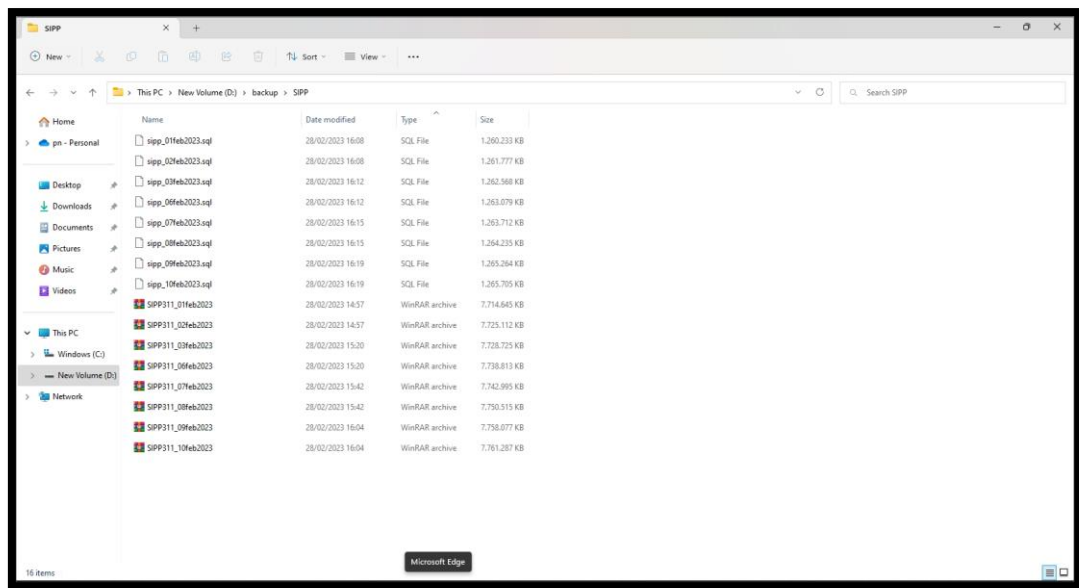 SIPP
New
Sort
View
This PC > New Volume (D:) > backup > SIPP
Search SIPP
Home
pn - Personal
Desktop
Downloads
Documents
Pictures
Music
Videos
This PC
Windows (C:)
New Volume (D:)
Network
Name Date modified Type Size
sipp_01feb2023.sql 28/02/2023 16:08 SQL File 1.260.233 KB
sipp_02feb2023.sql 28/02/2023 16:08 SQL File 1.261.777 KB
sipp_03feb2023.sql 28/02/2023 16:12 SQL File 1.262.568 KB
sipp_06feb2023.sql 28/02/2023 16:12 SQL File 1.263.079 KB
sipp_07feb2023.sql 28/02/2023 16:15 SQL File 1.263.712 KB
sipp_08feb2023.sql 28/02/2023 16:15 SQL File 1.264.235 KB
sipp_09feb2023.sql 28/02/2023 16:19 SQL File 1.265.264 KB
sipp_10feb2023.sql 28/02/2023 16:19 SQL File 1.265.705 KB
SIPP311_01feb2023 28/02/2023 14:57 WinRAR archive 7.714.645 KB
SIPP311_02feb2023 28/02/2023 14:57 WinRAR archive 7.725.112 KB
SIPP311_03feb2023 28/02/2023 15:20 WinRAR archive 7.728.725 KB
SIPP311_06feb2023 28/02/2023 15:20 WinRAR archive 7.738.813 KB
SIPP311_07feb2023 28/02/2023 15:42 WinRAR archive 7.742.995 KB
SIPP311_08feb2023 28/02/2023 15:42 WinRAR archive 7.750.515 KB
SIPP311_09feb2023 28/02/2023 16:04 WinRAR archive 7.758.077 KB
SIPP311_10feb2023 28/02/2023 16:04 WinRAR archive 7.761.287 KB
Microsoft Edge
16 items